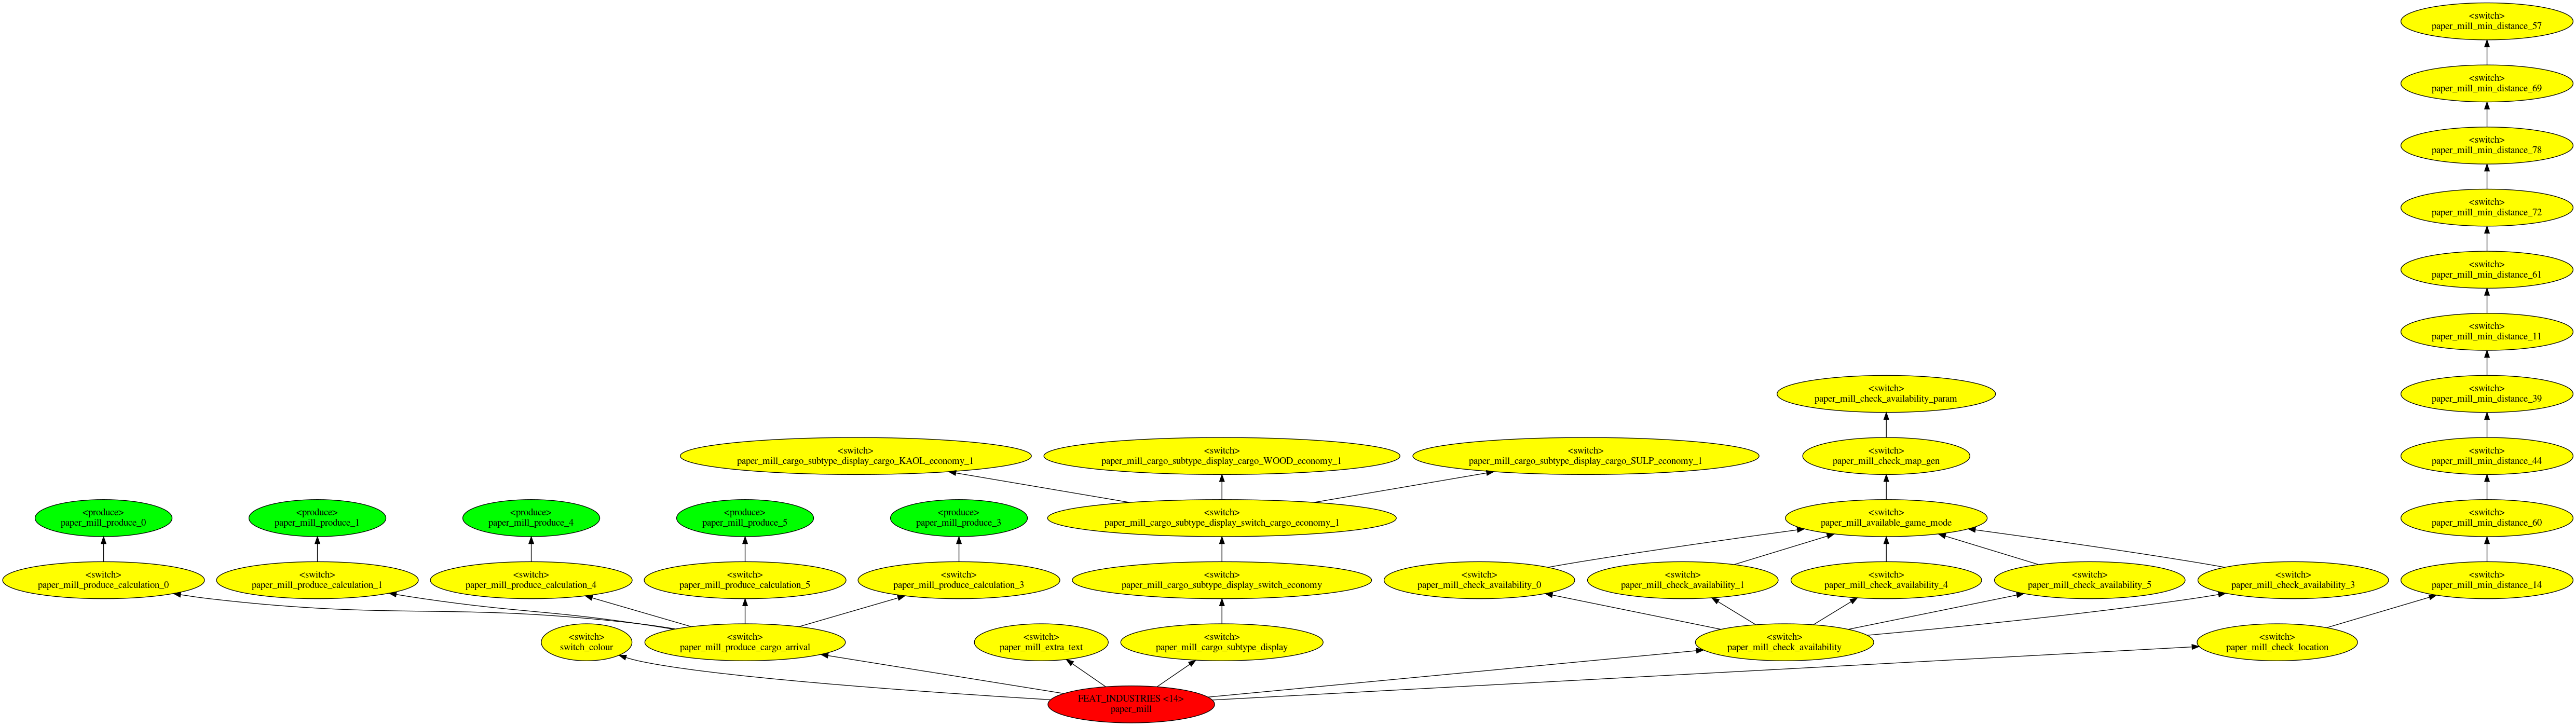 <switch>
paper_mill_min_distance_57
<switch>
paper_mill_min_distance_69
<switch>
paper_mill_min_distance_78
<switch>
paper_mill_min_distance_72
<switch>
paper_mill_min_distance_61
<switch>
paper_mill_min_distance_11
<switch>
paper_mill_check_availability_param
<switch>
paper_mill_min_distance_39
<switch>
paper_mill_cargo_subtype_display_cargo_KAOL_economy_1
<switch>
paper_mill_cargo_subtype_display_cargo_WOOD_economy_1
<switch>
paper_mill_cargo_subtype_display_cargo_SULP_economy_1
<switch>
paper_mill_check_map_gen
<switch>
paper_mill_min_distance_44
<produce>
paper_mill_produce_0
<produce>
paper_mill_produce_1
<produce>
paper_mill_produce_4
<produce>
paper_mill_produce_5
<produce>
paper_mill_produce_3
<switch>
paper_mill_cargo_subtype_display_switch_cargo_economy_1
<switch>
paper_mill_available_game_mode
<switch>
paper_mill_min_distance_60
<switch>
paper_mill_produce_calculation_0
<switch>
paper_mill_produce_calculation_1
<switch>
paper_mill_produce_calculation_4
<switch>
paper_mill_produce_calculation_5
<switch>
paper_mill_produce_calculation_3
<switch>
paper_mill_cargo_subtype_display_switch_economy
<switch>
paper_mill_check_availability_0
<switch>
paper_mill_check_availability_1
<switch>
paper_mill_check_availability_4
<switch>
paper_mill_check_availability_5
<switch>
paper_mill_check_availability_3
<switch>
paper_mill_min_distance_14
<switch>
switch_colour
<switch>
paper_mill_produce_cargo_arrival
<switch>
paper_mill_extra_text
<switch>
paper_mill_cargo_subtype_display
<switch>
paper_mill_check_availability
<switch>
paper_mill_check_location
FEAT_INDUSTRIES <14>
paper_mill